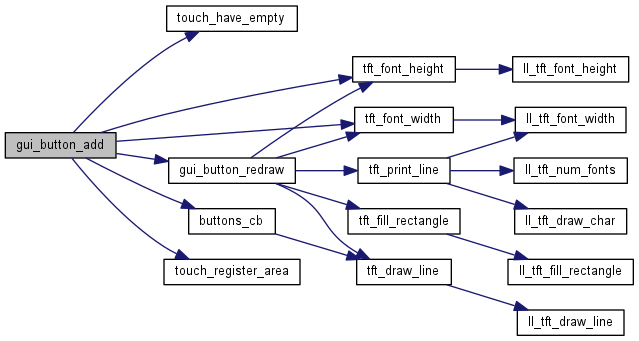 touch_have_empty
tft_font_height
ll_tft_font_height
tft_font_width
ll_tft_font_width
gui_button_add
gui_button_redraw
tft_print_line
ll_tft_num_fonts
buttons_cb
tft_fill_rectangle
ll_tft_draw_char
touch_register_area
tft_draw_line
ll_tft_fill_rectangle
ll_tft_draw_line